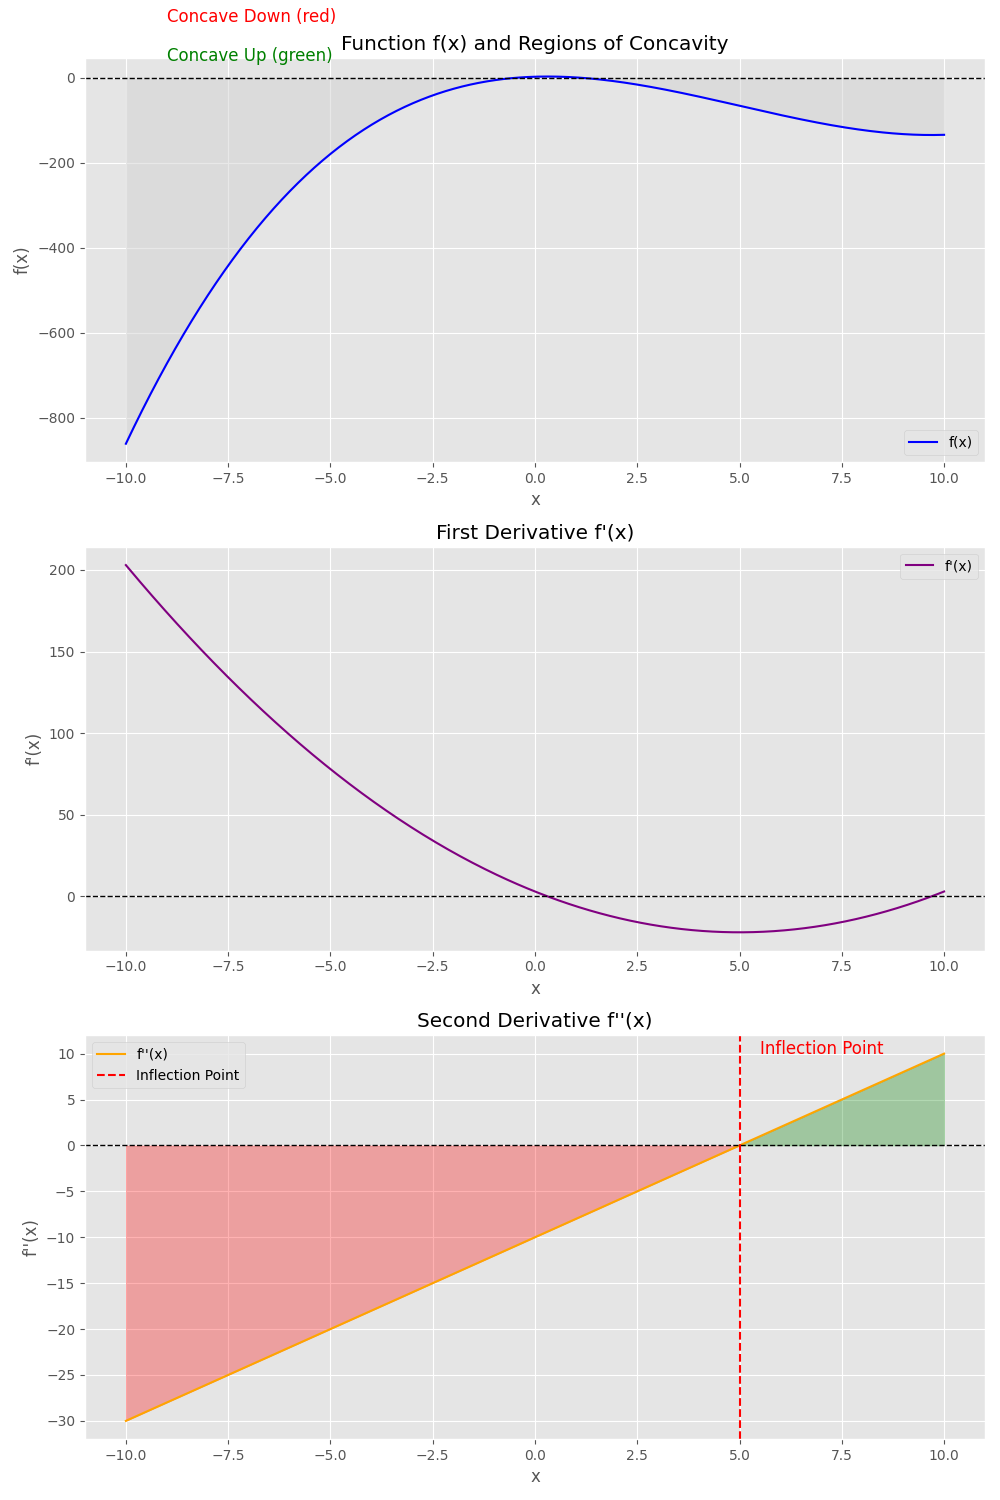 Concave Down (red)
Concave Up (green)
Function f(x) and Regions of Concavity
0
−200
−400
−600
−800
f(x)
f(x)
−10.0 −7.5 −5.0 −2.5 0.0 2.5 5.0 7.5 10.0
x
First Derivative f'(x)
200
150
100
50
0
f'(x)
f'(x)
−10.0 −7.5 −5.0 −2.5 0.0 2.5 5.0 7.5 10.0
x
Second Derivative f''(x)
f''(x)
Inflection Point
Inflection Point
10
5
0
−5
−10
−15
−20
−25
−30
f''(x)
−10.0 −7.5 −5.0 −2.5 0.0 2.5 5.0 7.5 10.0
x